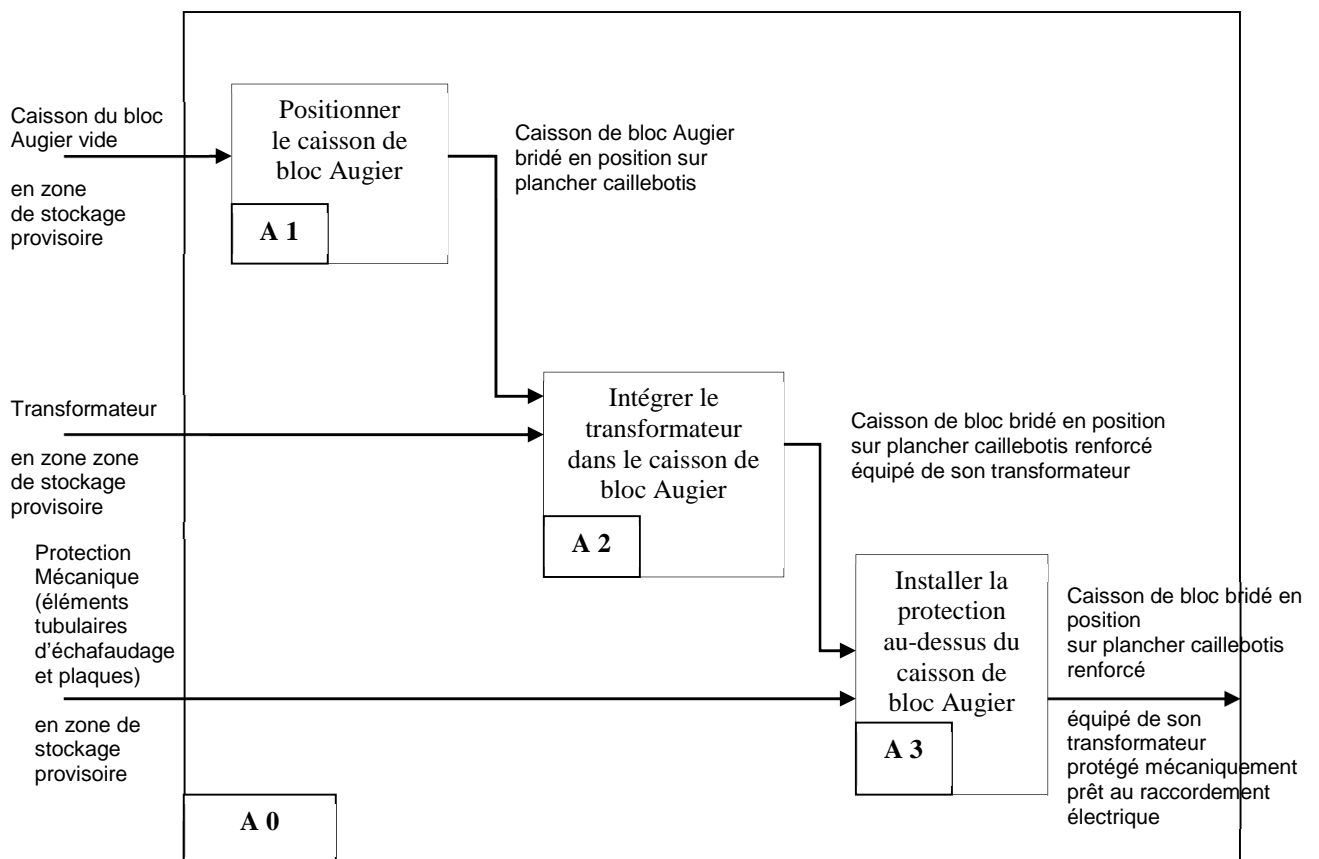 Caisson du bloc
Augier vide
en zone
de stockage
provisoire
Positionner
le caisson de
bloc Augier
A 1
Caisson de bloc Augier
bridé en position sur
plancher caillebotis
Transformateur
en zone zone
de stockage
provisoire
Intégrer le
transformateur
dans le caisson de
bloc Augier
A 2
Caisson de bloc bridé en position
sur plancher caillebotis renforcé
équipé de son transformateur
Protection
Mécanique
(éléments
tubulaires
d'échafaudage
et plaques)
en zone de
stockage
provisoire
Installer la
protection
au-dessus du
caisson de
bloc Augier
A 3
Caisson de bloc bridé en
position
sur plancher caillebotis
renforcé
équipé de son
transformateur
protégé mécaniquement
prêt au raccordement
électrique
A 0